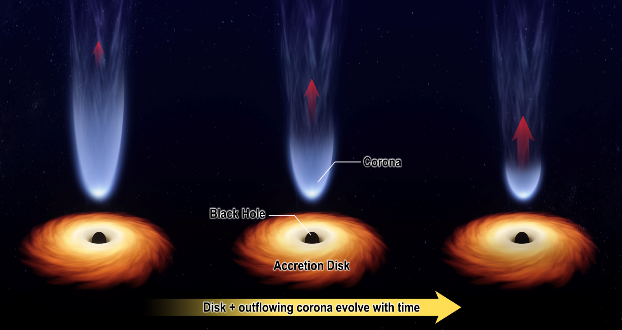 Corona
Black Hole
Accretion Disk
Disk + outflowing corona evolve with time